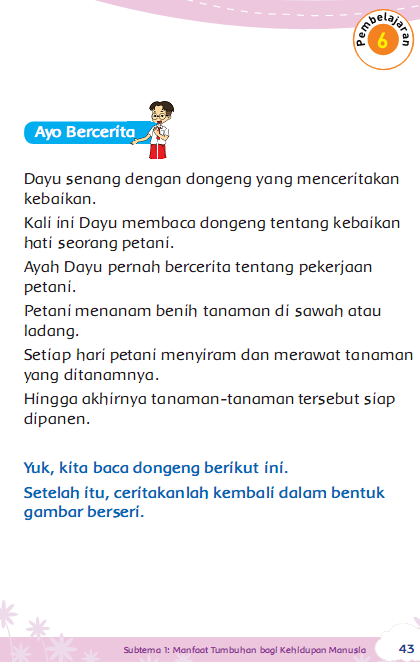 Pembelajaran
6
Ayo Bercerita
Dayu senang dengan dongeng yang menceritakan
kebaikan.
Kali ini Dayu membaca dongeng tentang kebaikan
hati seorang petani.
Ayah Dayu pernah bercerita tentang pekerjaan
petani.
Petani menanam benih tanaman di sawah atau
ladang.
Setiap hari petani menyiram dan merawat tanaman
yang ditanamnya.
Hingga akhirnya tanaman-tanaman tersebut siap
dipanen.
Yuk, kita baca dongeng berikut ini.
Setelah itu, ceritakanlah kembali dalam bentuk
gambar berseri.
Subtema 1: Manfaat Tumbuhan bagi Kehidupan Manusia
43